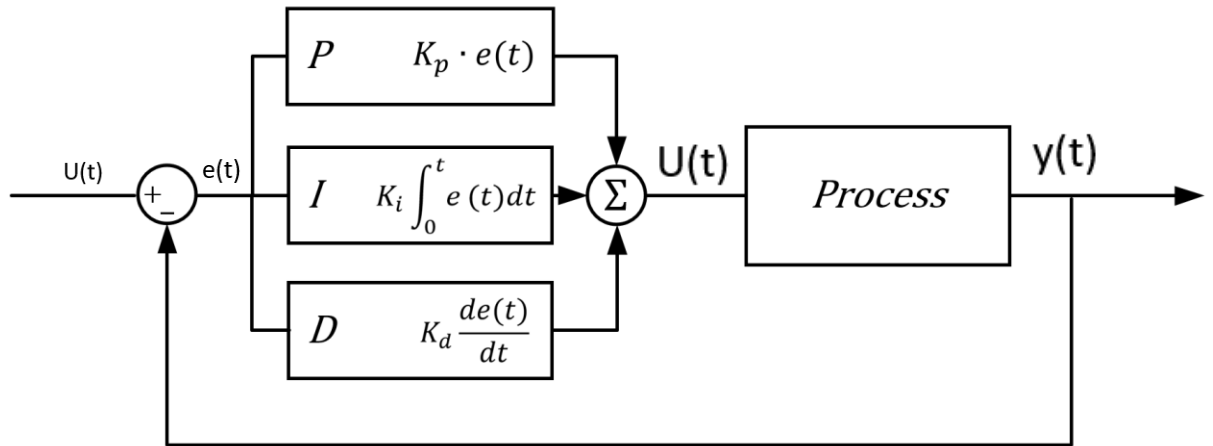 P K_p · e(t)
U(t)
+
−
e(t)
I K_i ∫_0^t e (t)dt
Σ
U(t)
Process
y(t)
D K_d de(t)/dt